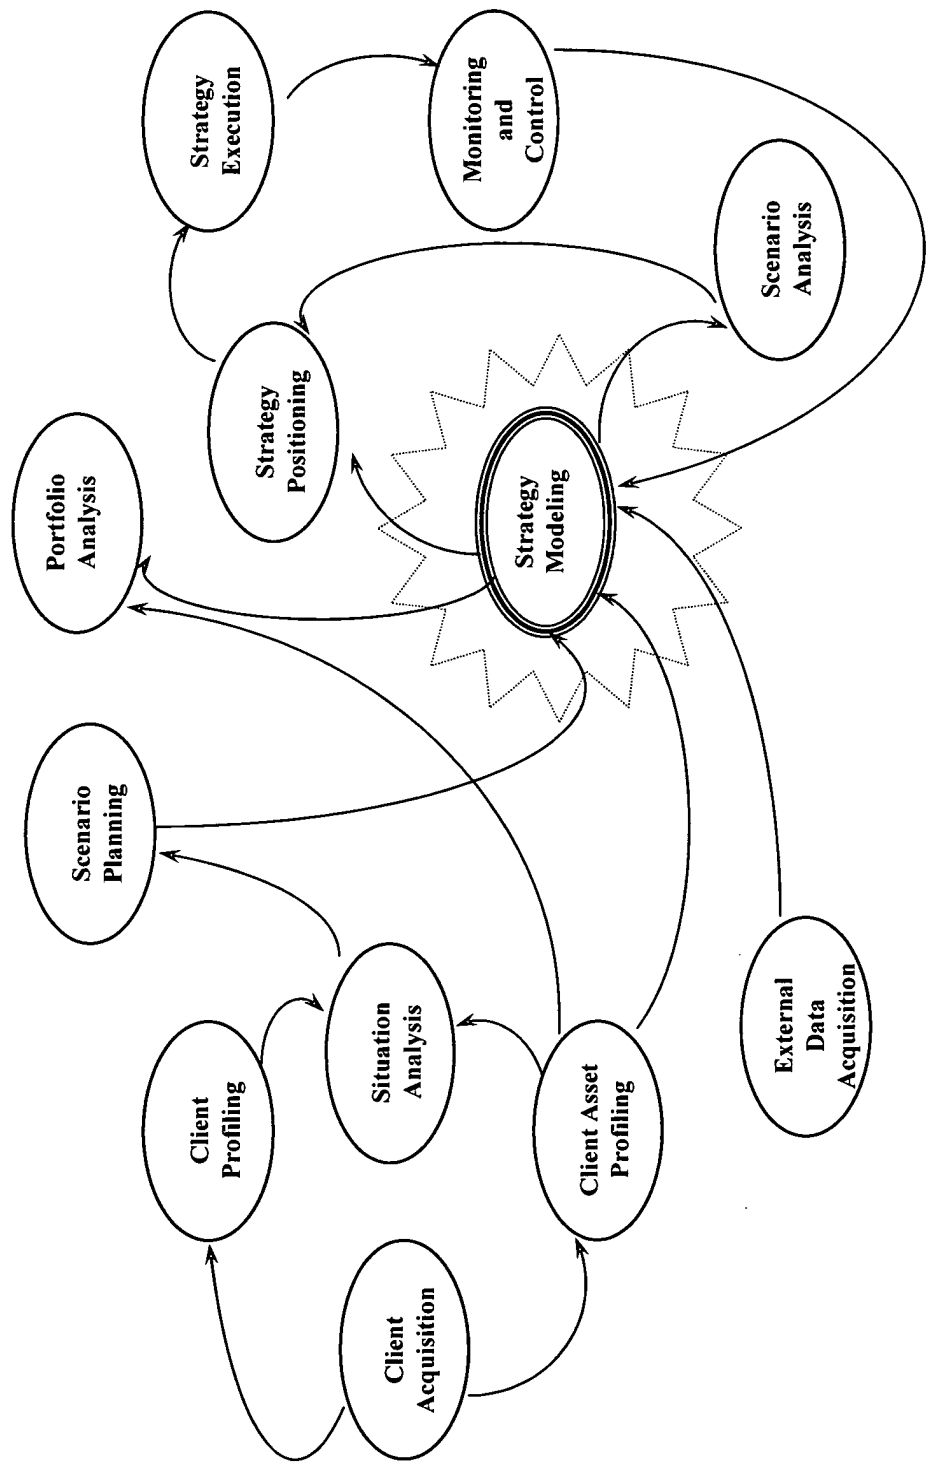 Client
Acquisition
Client
Profiling
Client Asset
Profiling
Situation
Analysis
External
Data
Acquisition
Scenario
Planning
Portfolio
Analysis
Strategy
Modeling
Strategy
Positioning
Scenario
Analysis
Strategy
Execution
Monitoring
and
Control